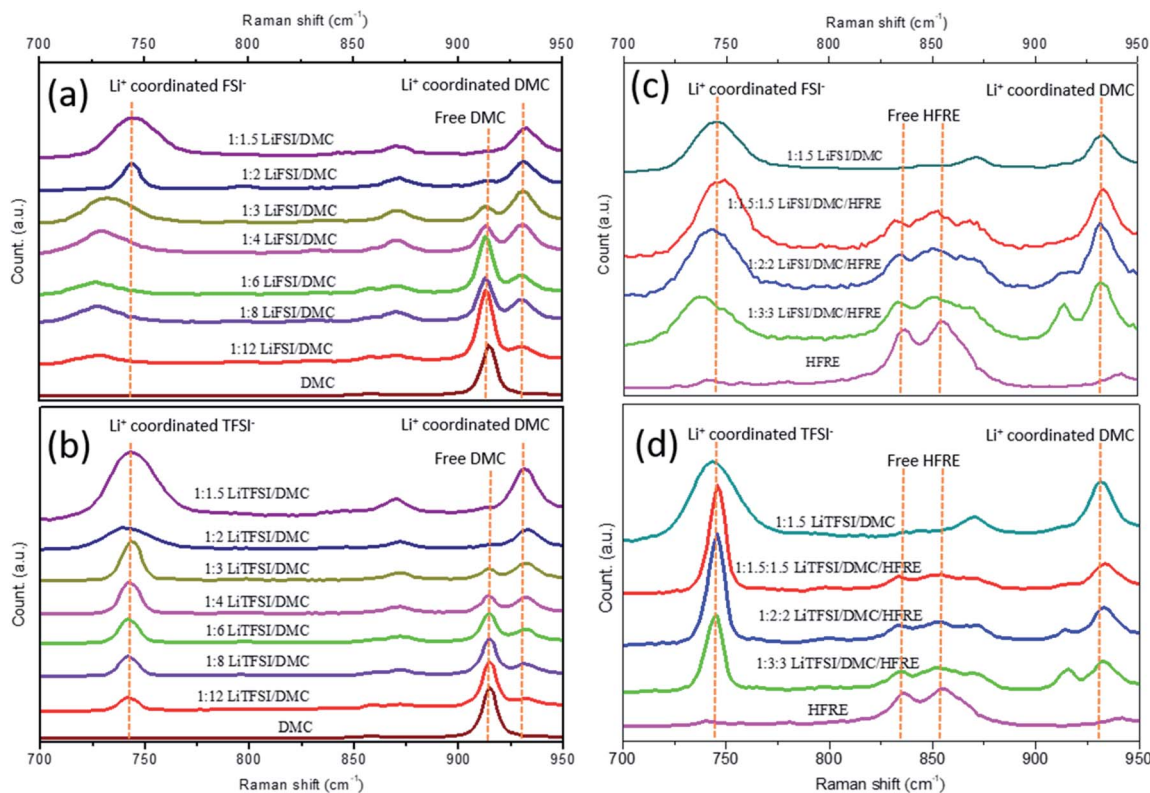 Raman shift (cm⁻¹)
700 750 800 850 900 950
(a)
Li⁺ coordinated FSI⁻
Li⁺ coordinated DMC
Free DMC
1:1.5 LiFSI/DMC
1:2 LiFSI/DMC
1:3 LiFSI/DMC
1:4 LiFSI/DMC
1:6 LiFSI/DMC
1:8 LiFSI/DMC
1:12 LiFSI/DMC
DMC
Count (a.u.)
(b)
Li⁺ coordinated TFSI⁻
Li⁺ coordinated DMC
Free DMC
1:1.5 LiTFSI/DMC
1:2 LiTFSI/DMC
1:3 LiTFSI/DMC
1:4 LiTFSI/DMC
1:6 LiTFSI/DMC
1:8 LiTFSI/DMC
1:12 LiTFSI/DMC
DMC
Count (a.u.)
700 750 800 850 900 950
Raman shift (cm⁻¹)
Raman shift (cm⁻¹)
700 750 800 850 900 950
(c)
Li⁺ coordinated FSI⁻
Li⁺ coordinated DMC
Free HFRE
1:1.5 LiFSI/DMC
1:1.5:1.5 LiFSI/DMC/HFRE
1:2:2 LiFSI/DMC/HFRE
1:3:3 LiFSI/DMC/HFRE
HFRE
Count (a.u.)
(d)
Li⁺ coordinated TFSI⁻
Li⁺ coordinated DMC
Free HFRE
1:1.5 LiTFSI/DMC
1:1.5:1.5 LiTFSI/DMC/HFRE
1:2:2 LiTFSI/DMC/HFRE
1:3:3 LiTFSI/DMC/HFRE
HFRE
Count. (a.u.)
700 750 800 850 900 950
Raman shift (cm⁻¹)